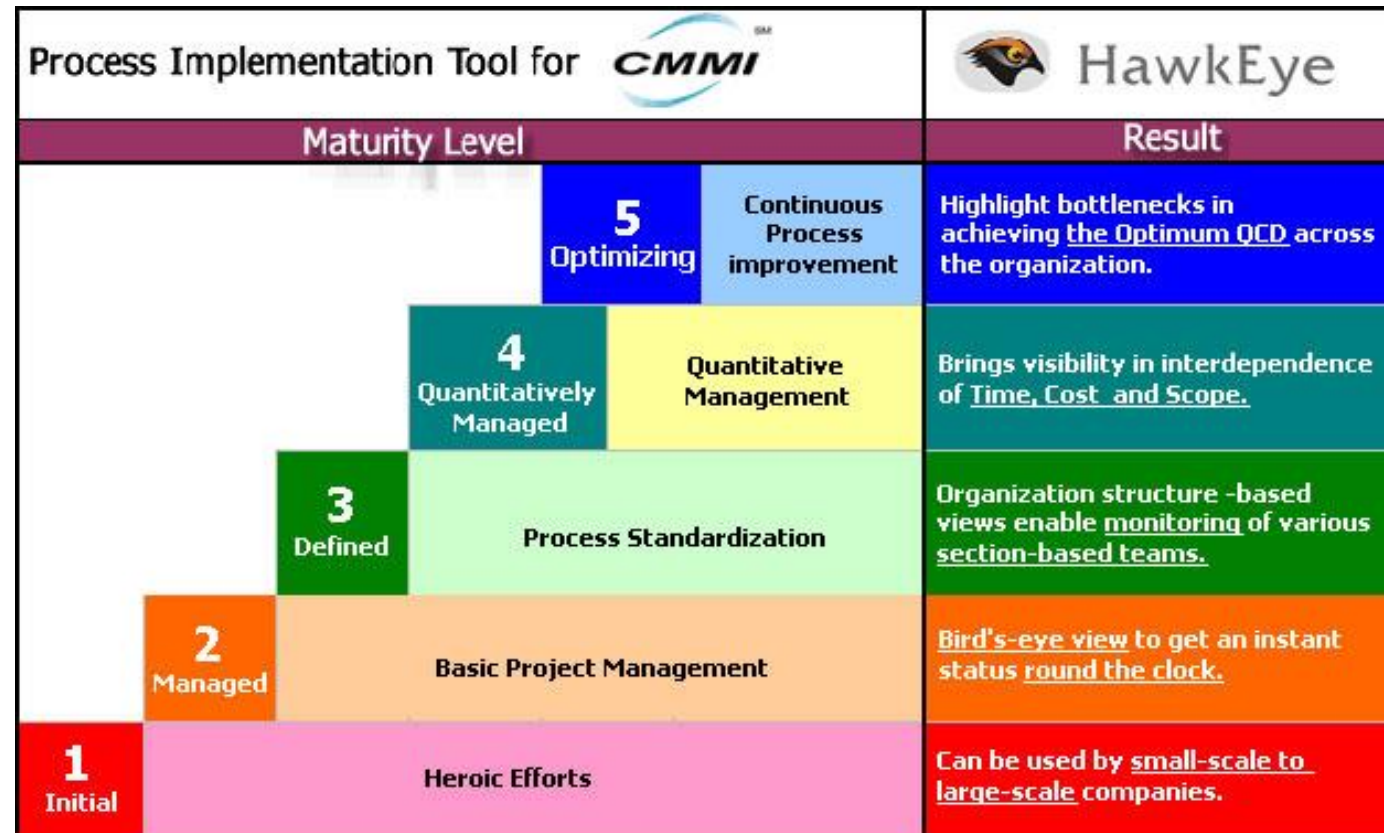 Process Implementation Tool for CMMI SM
HawkEye
Maturity Level
Result
5
Optimizing
Continuous
Process
improvement
Highlight bottlenecks in
achieving the Optimum QCD across
the organization.
4
Quantitatively
Managed
Quantitative
Management
Brings visibility in interdependence
of Time, Cost and Scope.
3
Defined
Process Standardization
Organization structure -based
views enable monitoring of various
section-based teams.
2
Managed
Basic Project Management
Bird's-eye view to get an instant
status round the clock.
1
Initial
Heroic Efforts
Can be used by small-scale to
large-scale companies.